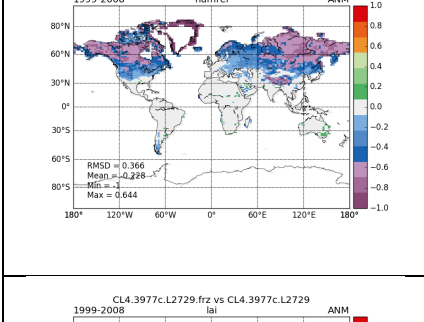 1999-2008 numfer ANM
80°N
60°N
30°N
0°
30°S
60°S
80°S
RMSD = 0.366
Mean = -0.228
Min = -1
Max = 0.644
180° 120°W 60°W 0° 60°E 120°E 180°
1.0
0.8
0.6
0.4
0.2
0.0
−0.2
−0.4
−0.6
−0.8
−1.0
CL4.3977c.L2729.frz vs CL4.3977c.L2729
1999-2008 lai ANM